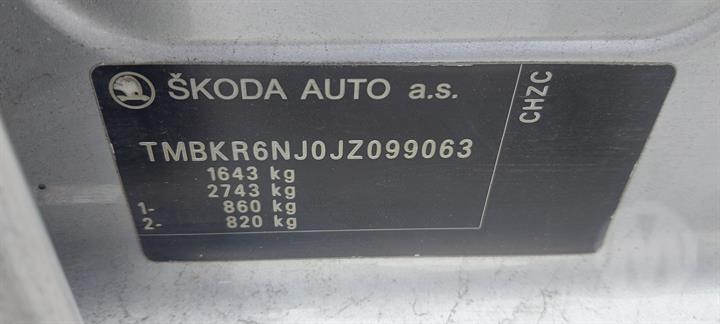 ŠKODA AUTO a.s.
CHZC
TMBKR6NJ0JZ099063
1643 kg
2743 kg
1- 860 kg
2- 820 kg
M